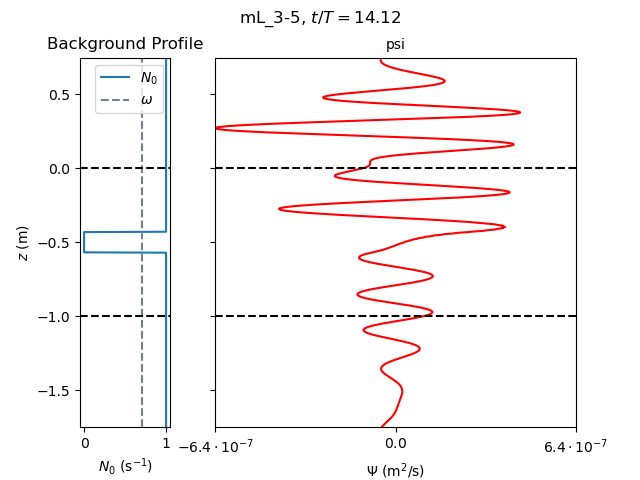 mL_3-5, t/T = 14.12
Background Profile
psi
N₀
ω
0.5
0.0
−0.5
−1.0
−1.5
z (m)
0
1
−6.4 · 10⁻⁷
0.0
6.4 · 10⁻⁷
N₀ (s⁻¹)
Ψ (m²/s)